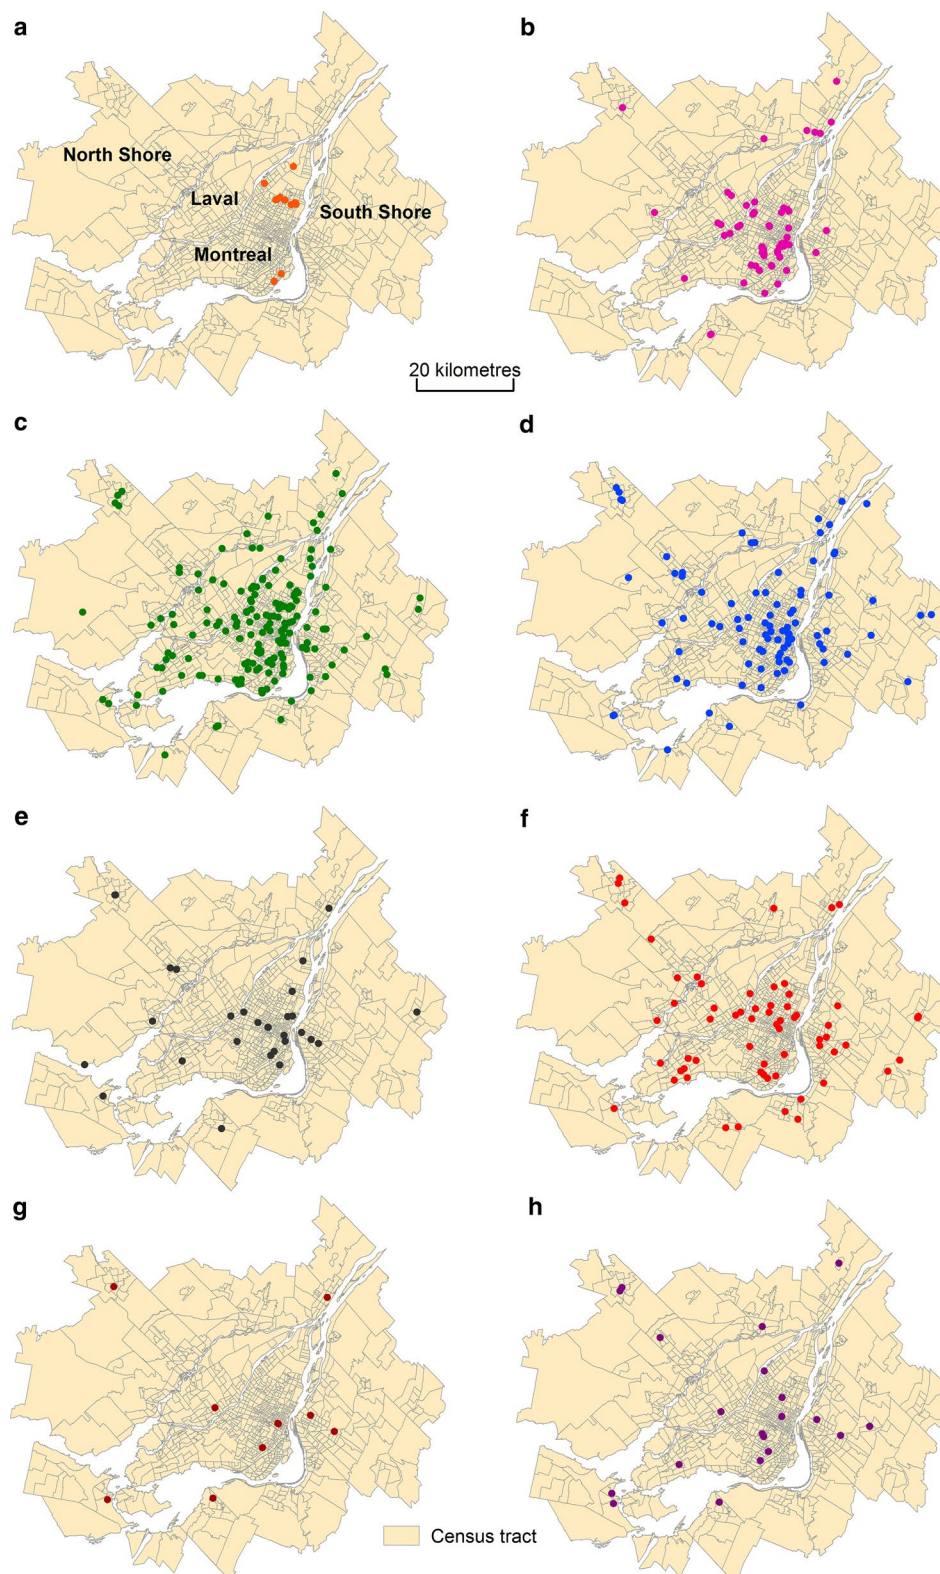 a
b
North Shore
Laval
South Shore
Montreal
20 kilometres
c
d
e
f
g
h
Census tract